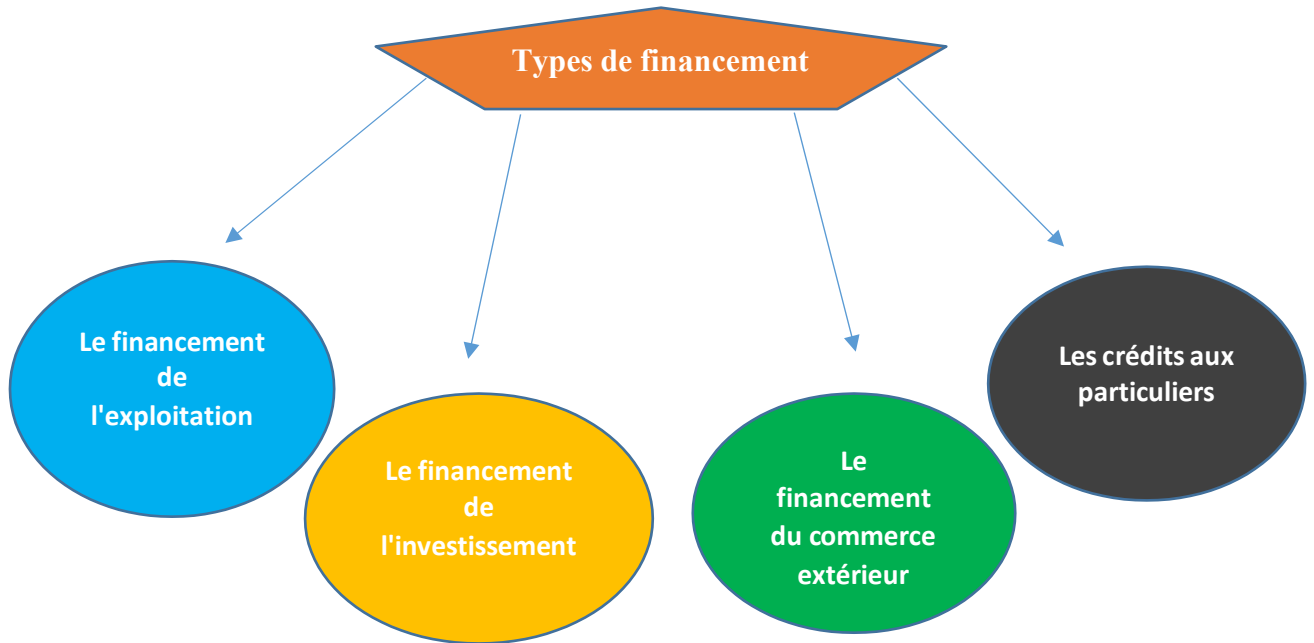 Types de financement
Le financement
de
l'exploitation
Le financement
de
l'investissement
Le
financement
du commerce
extérieur
Les crédits aux
particuliers